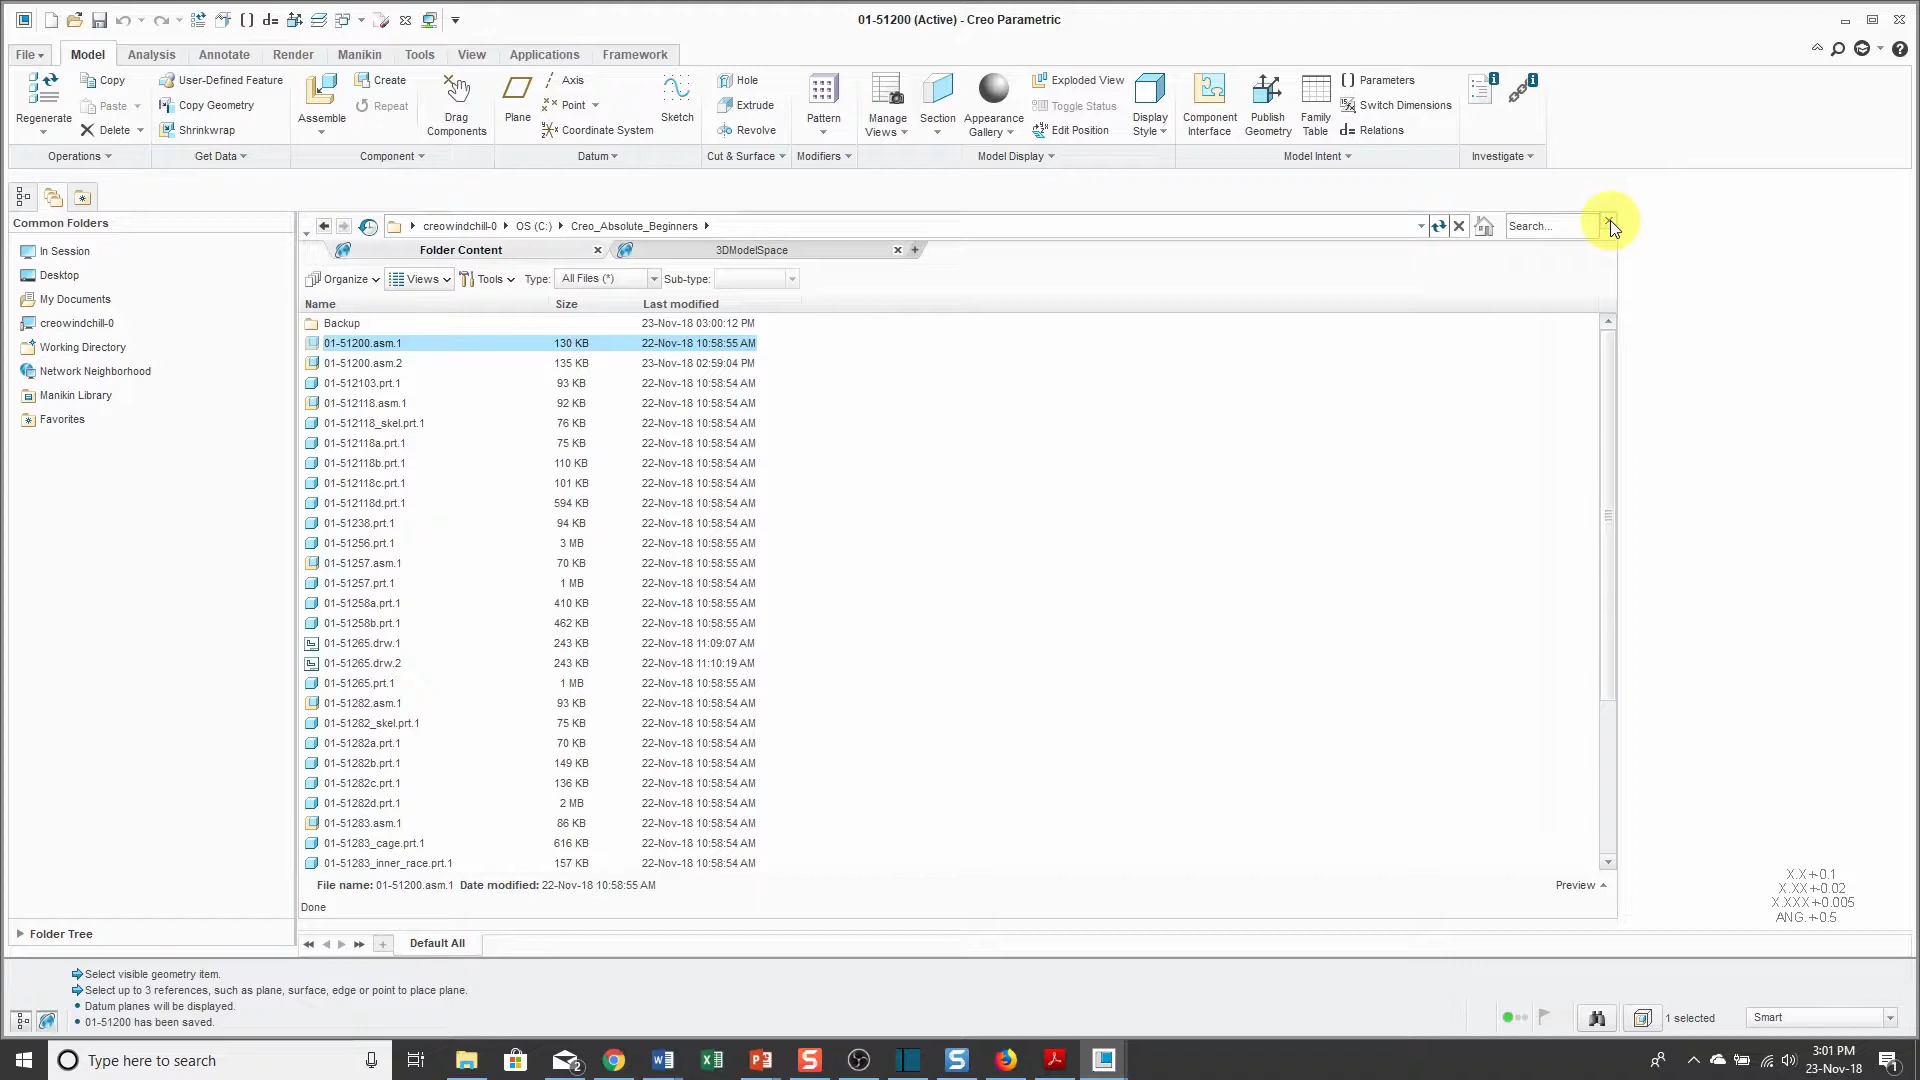 01-51200 (Active) - Creo Parametric
File Model Analysis Annotate Render Manikin Tools View Applications Framework
Regenerate Copy Paste Delete
User-Defined Feature Copy Geometry Shrinkwrap
Assemble Create Repeat Drag Components
Plane Axis Point Coordinate System Sketch
Hole Extrude Revolve
Pattern
Manage Views Section Appearance Gallery Exploded View Toggle Status Edit Position Display Style
Component Interface Publish Geometry Family Table Parameters Switch Dimensions d= Relations
Operations Get Data Component Datum Cut & Surface Modifiers Model Display Model Intent Investigate
Common Folders
In Session
Desktop
My Documents
creowindchill-0
Working Directory
Network Neighborhood
Manikin Library
Favorites
Folder Tree
creowindchill-0 OS (C:) Creo_Absolute_Beginners Search...
Folder Content 3DModelSpace
Organize Views Tools Type: All Files (*) Sub-type:
Name Size Last modified
Backup 23-Nov-18 03:00:12 PM
01-51200.asm.1 130 KB 22-Nov-18 10:58:55 AM
01-51200.asm.2 135 KB 23-Nov-18 02:59:04 PM
01-512103.prt.1 93 KB 22-Nov-18 10:58:54 AM
01-512118.asm.1 92 KB 22-Nov-18 10:58:54 AM
01-512118_skel.prt.1 76 KB 22-Nov-18 10:58:54 AM
01-512118a.prt.1 75 KB 22-Nov-18 10:58:54 AM
01-512118b.prt.1 110 KB 22-Nov-18 10:58:54 AM
01-512118c.prt.1 101 KB 22-Nov-18 10:58:54 AM
01-512118d.prt.1 594 KB 22-Nov-18 10:58:54 AM
01-51238.prt.1 94 KB 22-Nov-18 10:58:54 AM
01-51256.prt.1 3 MB 22-Nov-18 10:58:55 AM
01-51257.asm.1 70 KB 22-Nov-18 10:58:55 AM
01-51257.prt.1 1 MB 22-Nov-18 10:58:54 AM
01-51258a.prt.1 410 KB 22-Nov-18 10:58:55 AM
01-51258b.prt.1 462 KB 22-Nov-18 10:58:55 AM
01-51265.drw.1 243 KB 22-Nov-18 11:09:07 AM
01-51265.drw.2 243 KB 22-Nov-18 11:10:19 AM
01-51265.prt.1 1 MB 22-Nov-18 10:58:55 AM
01-51282.asm.1 93 KB 22-Nov-18 10:58:54 AM
01-51282_skel.prt.1 75 KB 22-Nov-18 10:58:54 AM
01-51282a.prt.1 70 KB 22-Nov-18 10:58:54 AM
01-51282b.prt.1 149 KB 22-Nov-18 10:58:54 AM
01-51282c.prt.1 136 KB 22-Nov-18 10:58:54 AM
01-51282d.prt.1 2 MB 22-Nov-18 10:58:54 AM
01-51283.asm.1 86 KB 22-Nov-18 10:58:54 AM
01-51283_cage.prt.1 616 KB 22-Nov-18 10:58:54 AM
01-51283_inner_race.prt.1 157 KB 22-Nov-18 10:58:54 AM
File name: 01-51200.asm.1 Date modified: 22-Nov-18 10:58:55 AM Preview
Done
X.X +-0.1
X.XX +-0.02
X.XXX +-0.005
ANG. +-0.5
Default All
Select visible geometry item.
Select up to 3 references, such as plane, surface, edge or point to place plane.
Datum planes will be displayed.
01-51200 has been saved.
1 selected Smart
Type here to search
3:01 PM
23-Nov-18